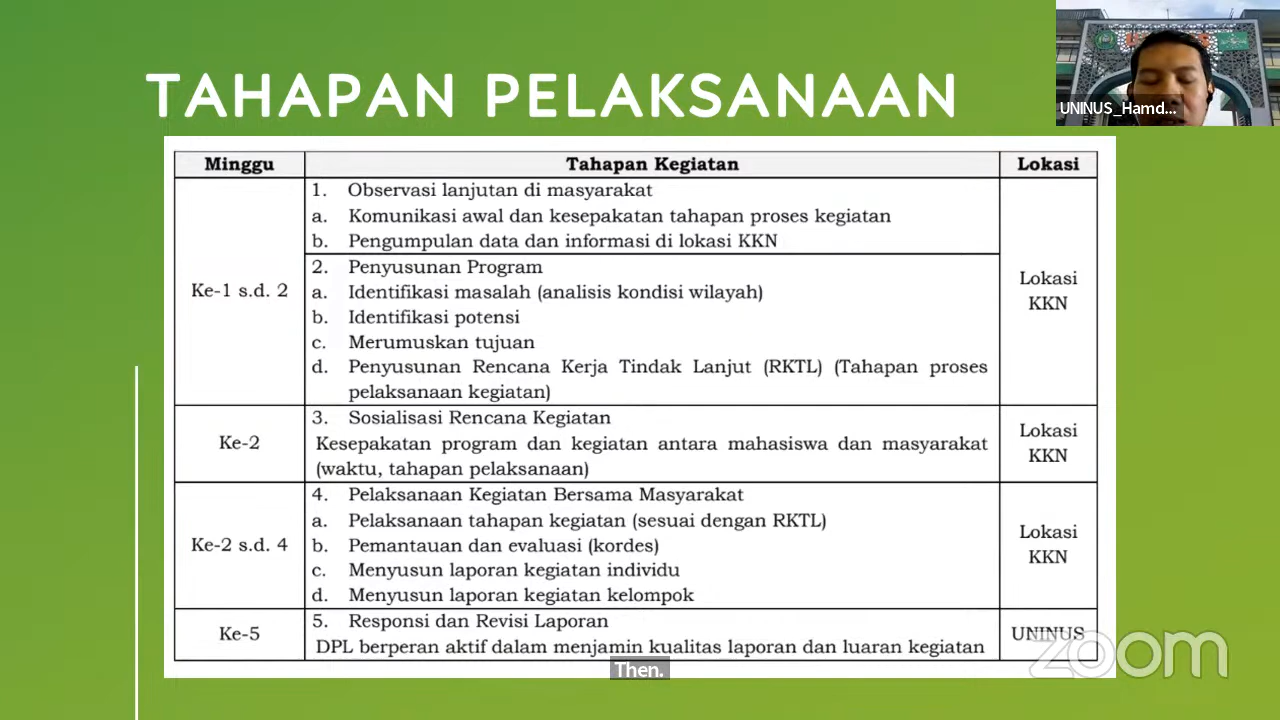 TAHAPAN PELAKSANAAN
UNINUS_Hamd...
Minggu Tahapan Kegiatan Lokasi
Ke-1 s.d. 2
1. Observasi lanjutan di masyarakat
a. Komunikasi awal dan kesepakatan tahapan proses kegiatan
b. Pengumpulan data dan informasi di lokasi KKN
2. Penyusunan Program
a. Identifikasi masalah (analisis kondisi wilayah)
b. Identifikasi potensi
c. Merumuskan tujuan
d. Penyusunan Rencana Kerja Tindak Lanjut (RKTL) (Tahapan proses
pelaksanaan kegiatan)
Lokasi
KKN
Ke-2
3. Sosialisasi Rencana Kegiatan
Kesepakatan program dan kegiatan antara mahasiswa dan masyarakat
(waktu, tahapan pelaksanaan)
Lokasi
KKN
Ke-2 s.d. 4
4. Pelaksanaan Kegiatan Bersama Masyarakat
a. Pelaksanaan tahapan kegiatan (sesuai dengan RKTL)
b. Pemantauan dan evaluasi (kordes)
c. Menyusun laporan kegiatan individu
d. Menyusun laporan kegiatan kelompok
Lokasi
KKN
Ke-5
5. Responsi dan Revisi Laporan
DPL berperan aktif dalam menjamin kualitas laporan dan luaran kegiatan
UNINUS
zoom
Then.